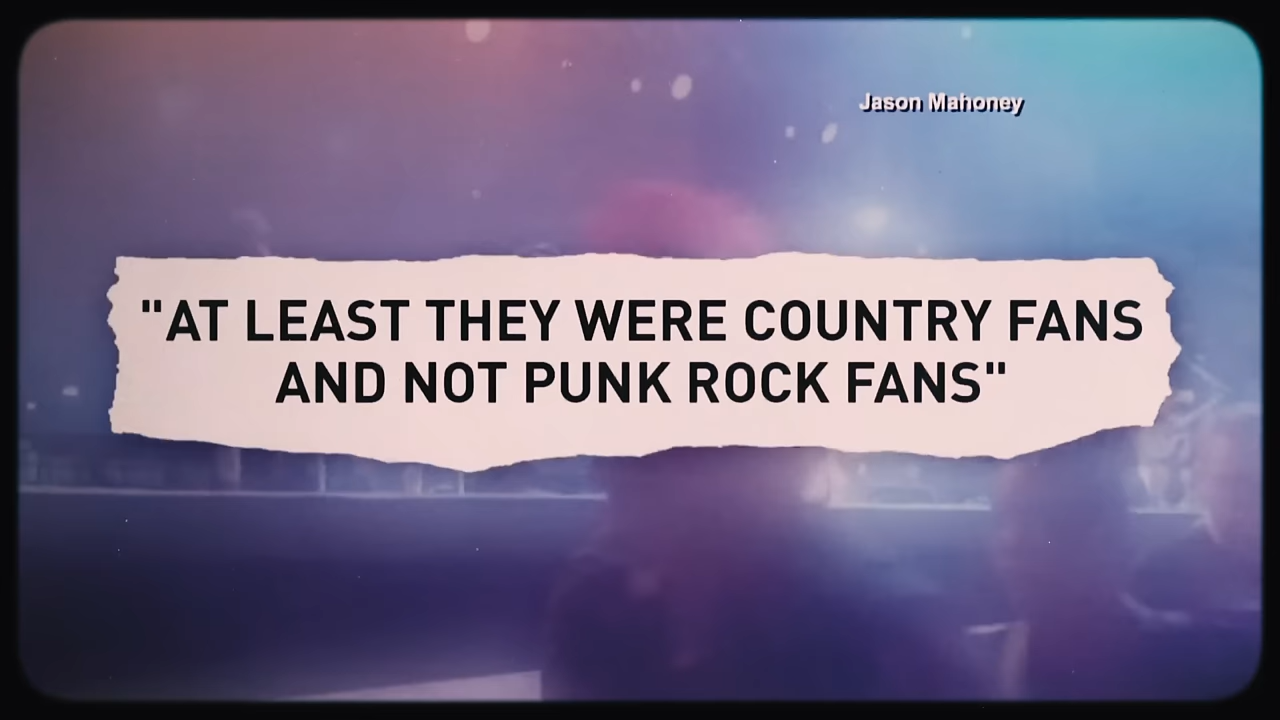 Jason Mahoney
"AT LEAST THEY WERE COUNTRY FANS
AND NOT PUNK ROCK FANS"